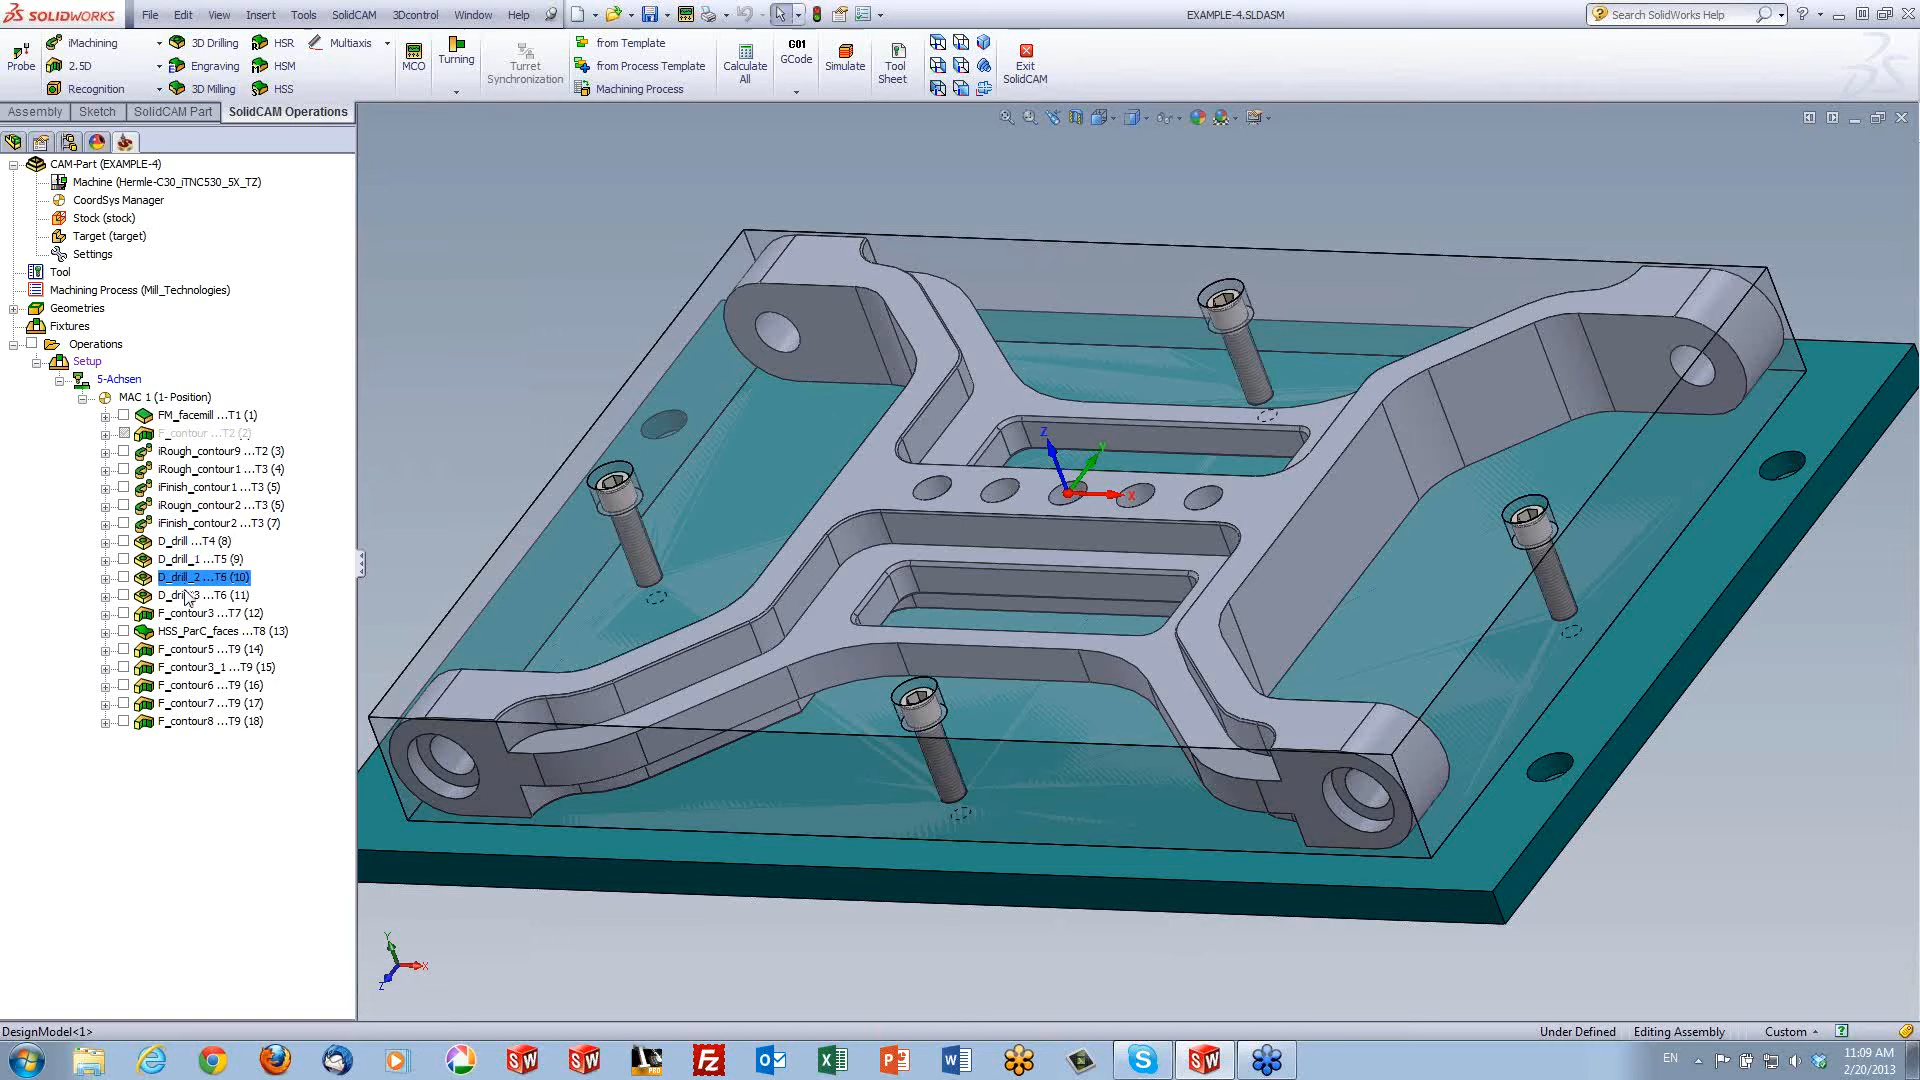 SOLIDWORKS File Edit View Insert Tools SolidCAM 3Dcontrol Window Help EXAMPLE-4.SLDASM Search SolidWorks Help
Probe
iMachining
2.5D
Recognition
3D Drilling
Engraving
3D Milling
HSR
HSM
HSS
Multiaxis
MCO
Turning
Turret
Synchronization
from Template
from Process Template
Machining Process
Calculate
All
G01
GCode
Simulate
Tool
Sheet
Exit
SolidCAM
Assembly Sketch SolidCAM Part SolidCAM Operations
CAM-Part (EXAMPLE-4)
Machine (Hermle-C30_iTNC530_5X_TZ)
CoordSys Manager
Stock (stock)
Target (target)
Settings
Tool
Machining Process (Mill_Technologies)
Geometries
Fixtures
Operations
Setup
5-Achsen
MAC 1 (1- Position)
FM_facemill ...T1 (1)
F_contour ...T2 (2)
iRough_contour9 ...T2 (3)
iRough_contour1 ...T3 (4)
iFinish_contour1 ...T3 (5)
iRough_contour2 ...T3 (5)
iFinish_contour2 ...T3 (7)
D_drill ...T4 (8)
D_drill_1 ...T5 (9)
D_drill_2 ...T6 (10)
...T6 (11)
F_contour3 ...T7 (12)
HSS_ParC_faces ...T8 (13)
F_contour5 ...T9 (14)
F_contour3_1 ...T9 (15)
F_contour6 ...T9 (16)
F_contour7 ...T9 (17)
F_contour8 ...T9 (18)
Z
Y
X
Y
X
Z
DesignModel<1> Under Defined Editing Assembly Custom
EN
11:09 AM
2/20/2013